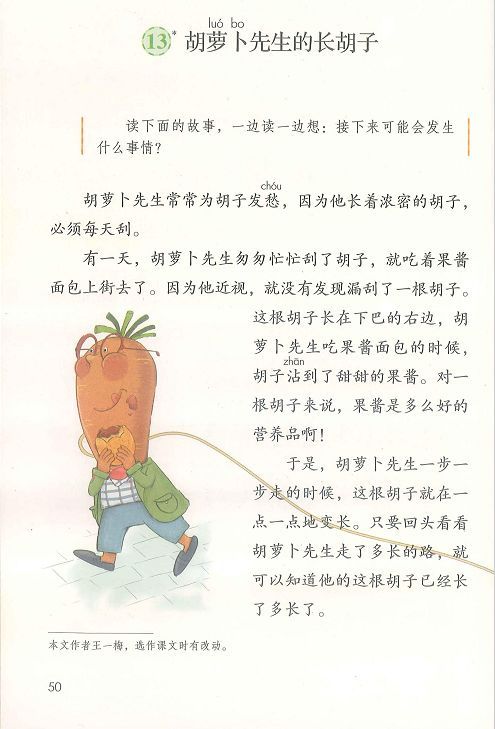 luó bo
13* 胡萝卜先生的长胡子
读下面的故事，一边读一边想：接下来可能会发生
什么事情？
chóu
胡萝卜先生常常为胡子发愁，因为他长着浓密的胡子，
必须每天刮。
有一天，胡萝卜先生匆匆忙忙刮了胡子，就吃着果酱
面包上街去了。因为他近视，就没有发现漏刮了一根胡子。
这根胡子长在下巴的右边，胡
萝卜先生吃果酱面包的时候，
zhān
胡子沾到了甜甜的果酱。对一
根胡子来说，果酱是多么好的
营养品啊！
于是，胡萝卜先生一步一
步走的时候，这根胡子就在一
点一点地变长。只要回头看看
胡萝卜先生走了多长的路，就
可以知道他的这根胡子已经长
了多长了。
本文作者王一梅，选作课文时有改动。
50